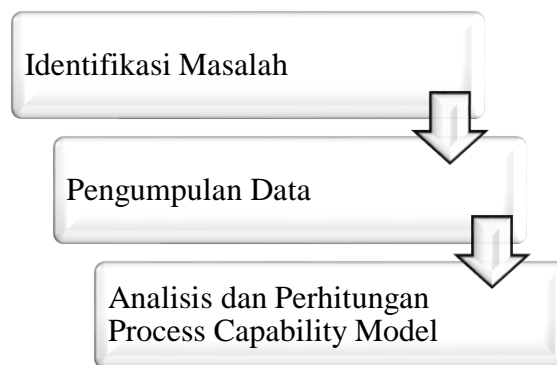 Identifikasi Masalah
Pengumpulan Data
Analisis dan Perhitungan
Process Capability Model